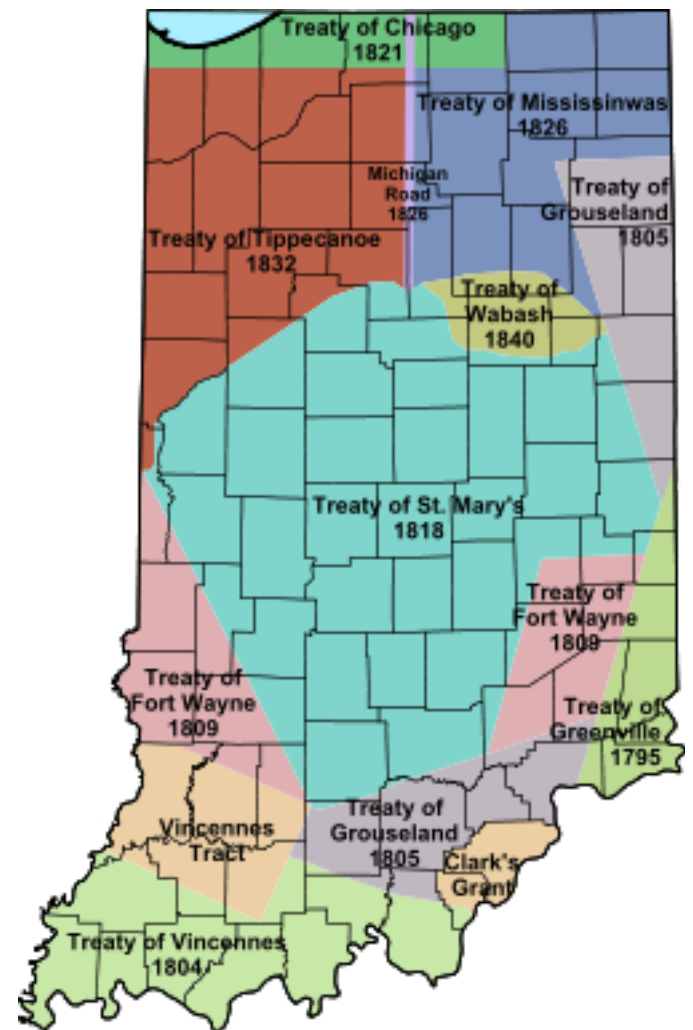 Treaty of Chicago
1821
Treaty of Mississinwas
1826
Michigan
Road
1826
Treaty of
Grouseland
1805
Treaty of Tippecanoe
1832
Treaty of
Wabash
1840
Treaty of St. Mary's
1818
Treaty of
Fort Wayne
1809
Treaty of
Fort Wayne
1809
Treaty of
Greenville
1795
Vincennes
Tract
Treaty of
Grouseland
1805
Clark's
Grant
Treaty of Vincennes
1804